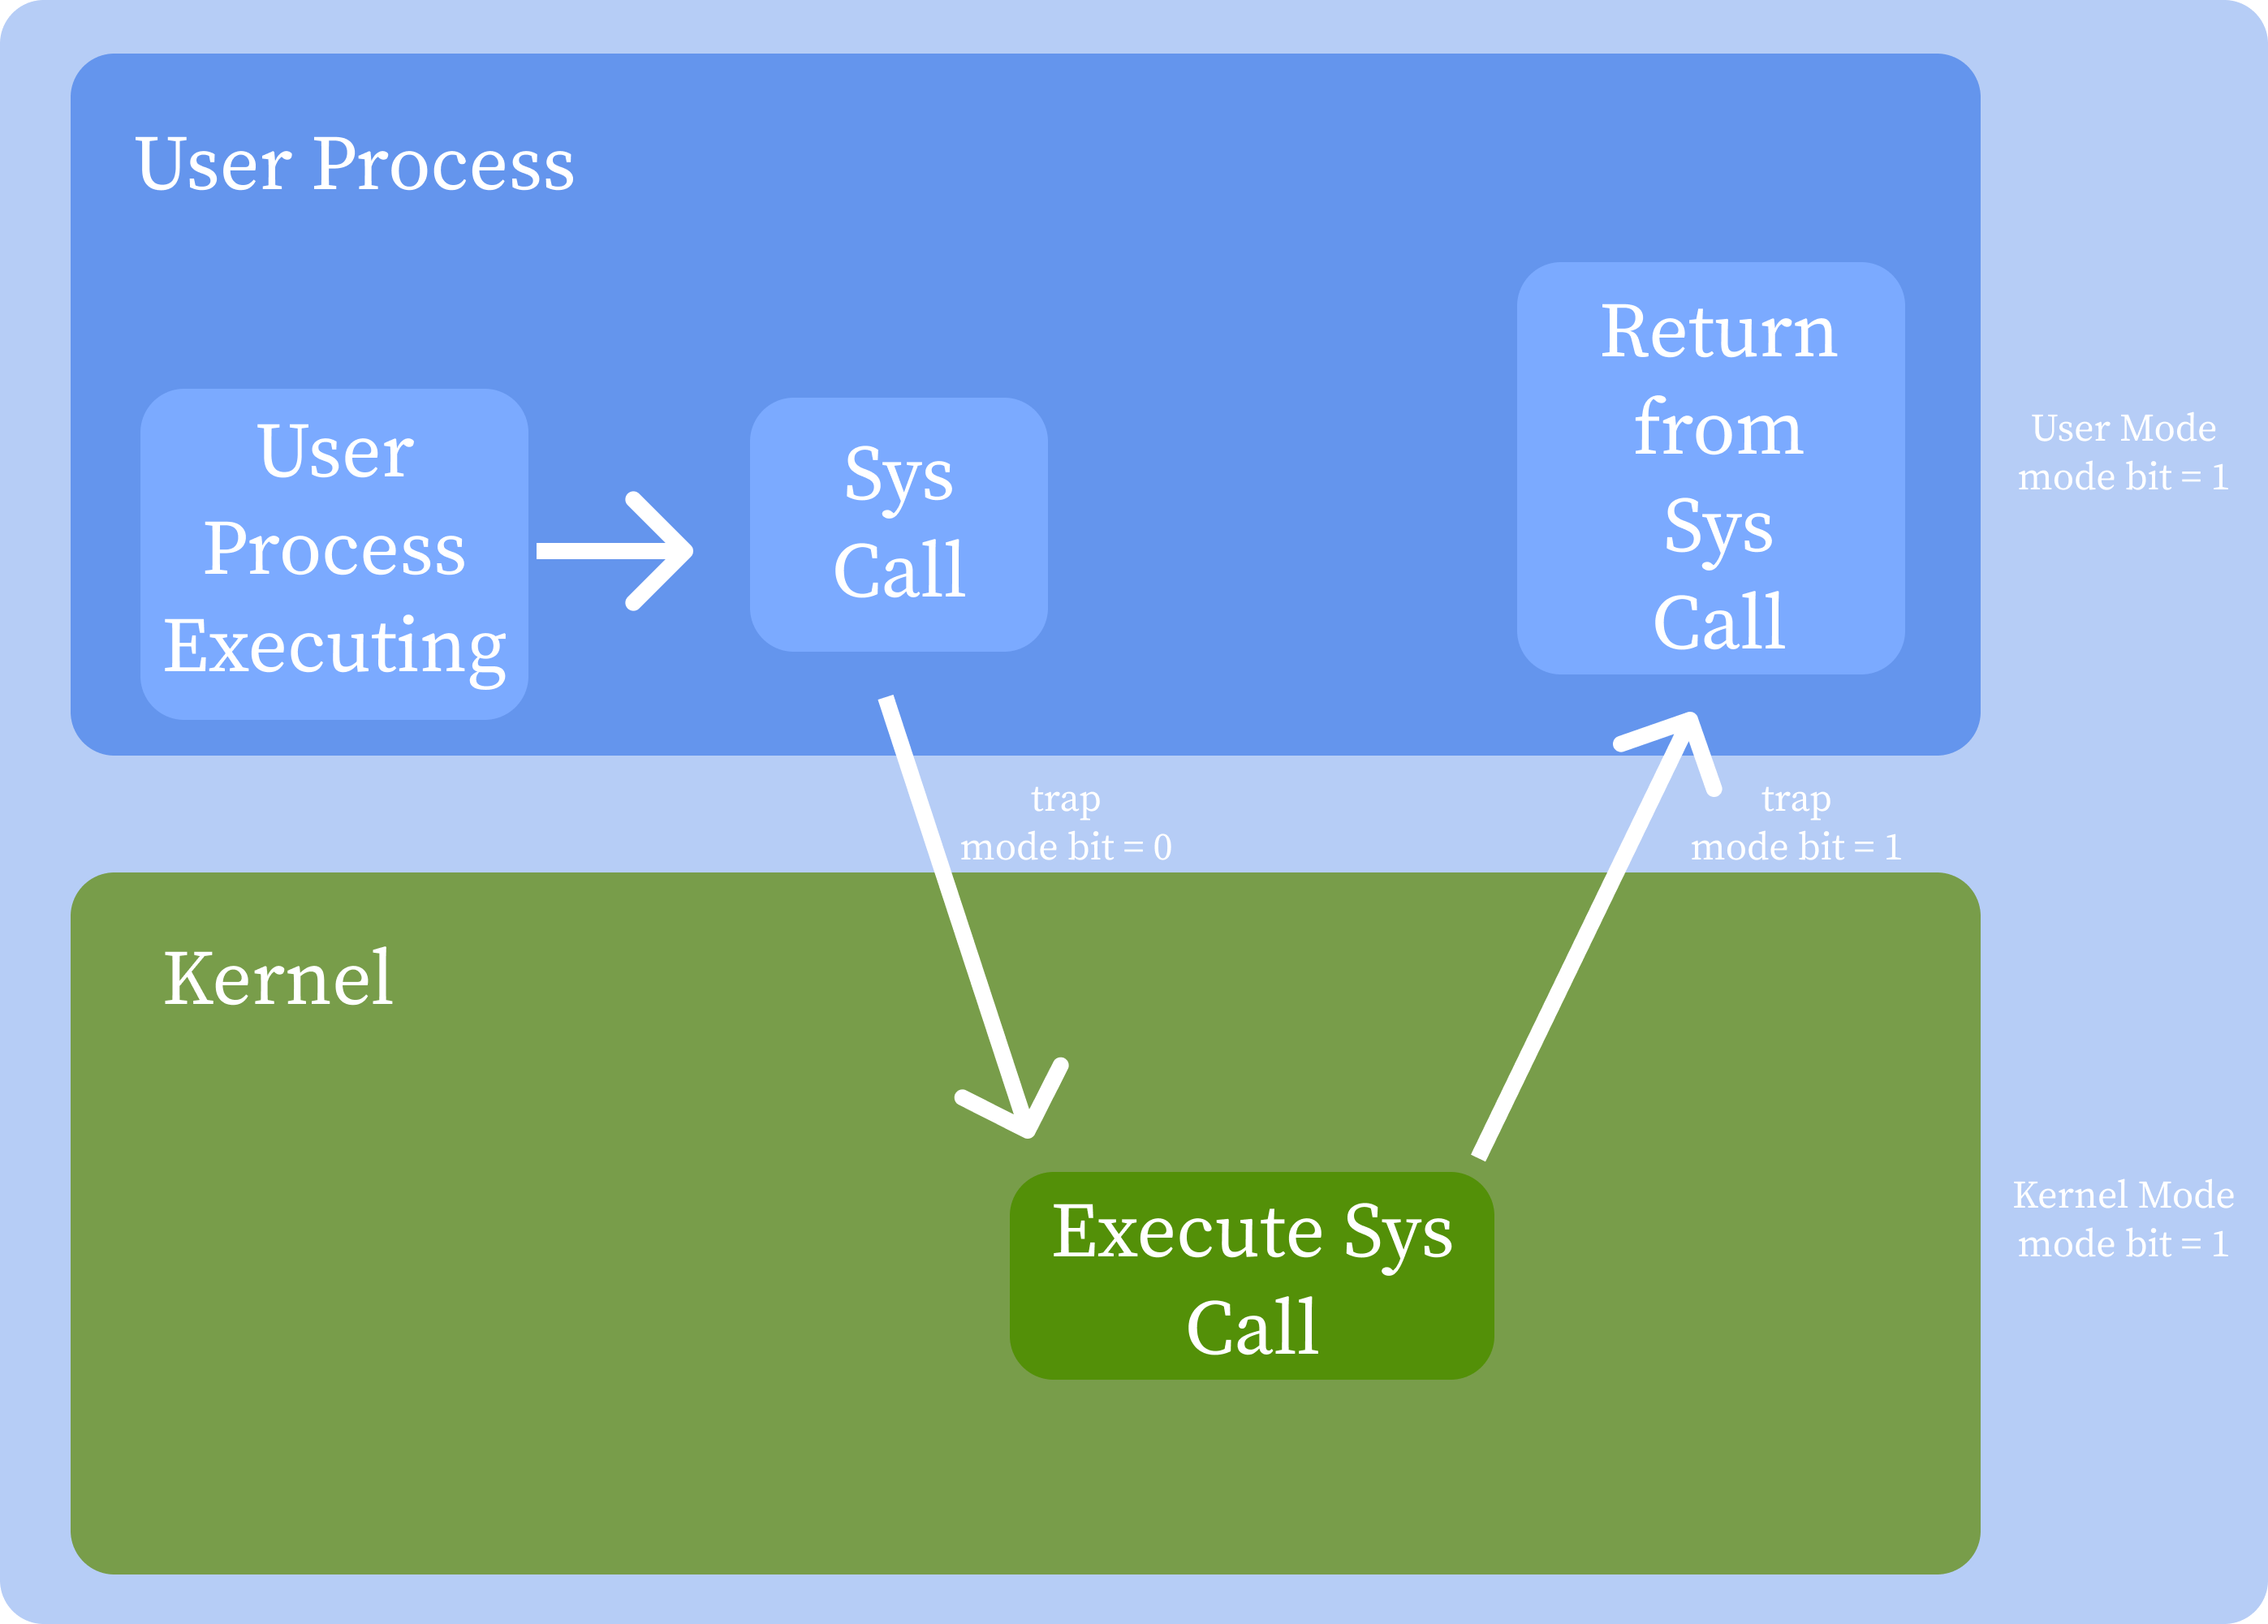 User Process
User
Process
Executing
Sys
Call
Return
from
Sys
Call
User Mode
mode bit = 1
trap
mode bit = 0
trap
mode bit = 1
Kernel
Execute Sys
Call
Kernel Mode
mode bit = 1